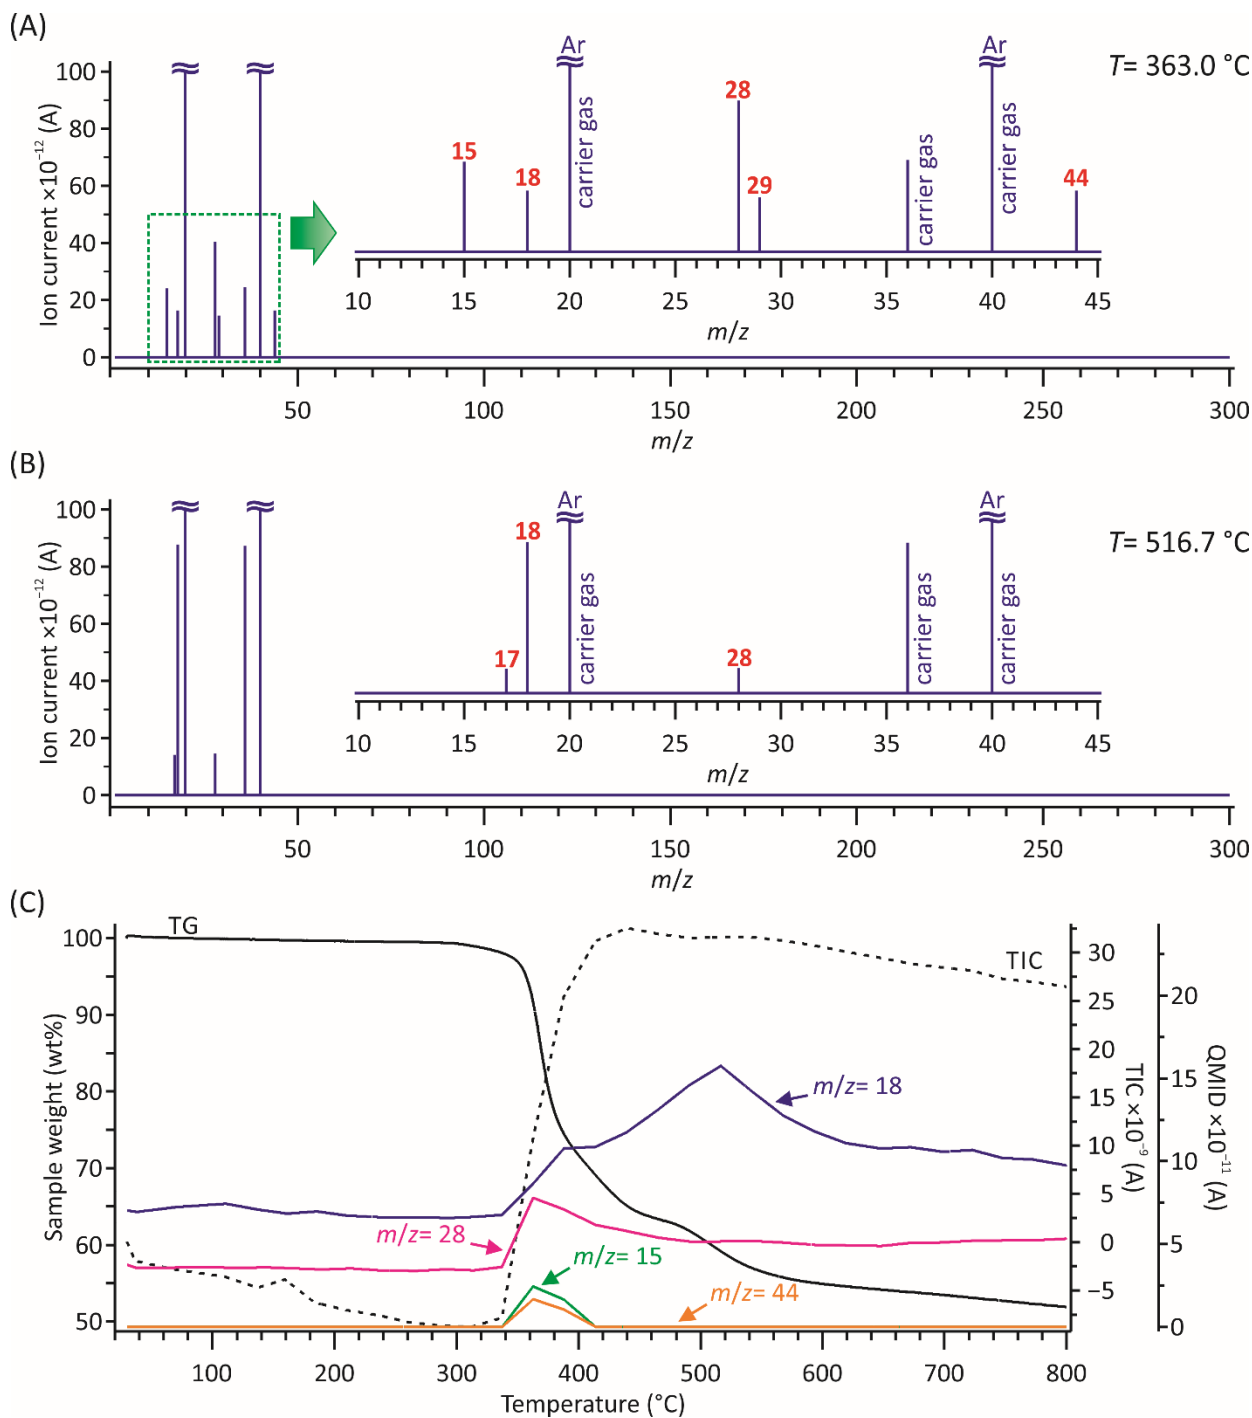 (A)
Ion current ×10⁻¹² (A)
100
80
60
40
20
0
50
100
150
200
250
300
m/z
T= 363.0 °C
15
18
Ar
carrier gas
28
29
carrier gas
Ar
carrier gas
44
10
15
20
25
30
35
40
45
m/z
(B)
Ion current ×10⁻¹² (A)
100
80
60
40
20
0
50
100
150
200
250
300
m/z
T= 516.7 °C
17
18
Ar
carrier gas
28
carrier gas
Ar
carrier gas
10
15
20
25
30
35
40
45
m/z
(C)
Sample weight (wt%)
100
90
80
70
60
50
TG
TIC
m/z= 18
m/z= 28
m/z= 15
m/z= 44
30
25
20
15
10
5
0
−5
TIC ×10⁻⁹ (A)
20
15
10
5
0
QMID ×10⁻¹¹ (A)
100
200
300
400
500
600
700
800
Temperature (°C)